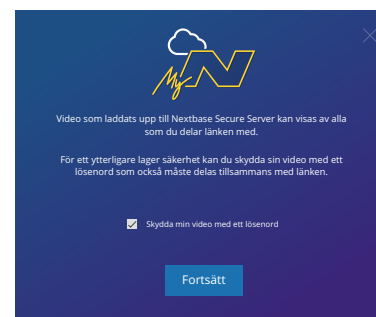 My N
Video som laddats upp till Nextbase Secure Server kan visas av alla
som du delar länken med.
För ett ytterligare lager säkerhet kan du skydda sin video med ett
lösenord som också måste delas tillsammans med länken.
Skydda min video med ett lösenord
Fortsätt